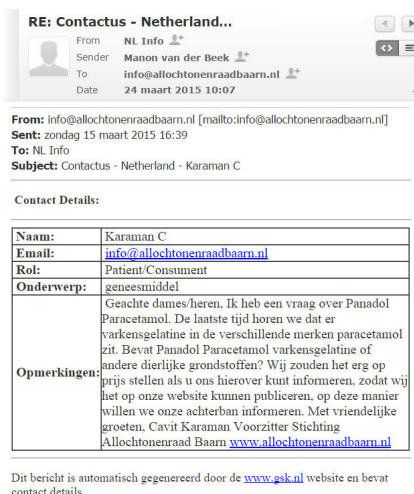 RE: Contactus - Netherland...
From NL Info
Sender Manon van der Beek
To info@allochtonenraadbaarn.nl
Date 24 maart 2015 10:07
From: info@allochtonenraadbaarn.nl [mailto:info@allochtonenraadbaarn.nl]
Sent: zondag 15 maart 2015 16:39
To: NL Info
Subject: Contactus - Netherland - Karaman C
Contact Details:
Naam: Karaman C
Email: info@allochtonenraadbaarn.nl
Rol: Patient/Consument
Onderwerp: geneesmiddel
Opmerkingen:
Geachte dames/heren, Ik heb een vraag over Panadol
Paracetamol. De laatste tijd horen we dat er
varkensgelatine in de verschillende merken paracetamol
zit. Bevat Panadol Paracetamol varkensgelatine of
andere dierlijke grondstoffen? Wij zouden het erg op
prijs stellen als u ons hierover kunt informeren, zodat wij
het op onze website kunnen publiceren, op deze manier
willen we onze achterban informeren. Met vriendelijke
groeten, Cavit Karaman Voorzitter Stichting
Allochtonenraad Baarn www.allochtonenraadbaarn.nl
Dit bericht is automatisch gegenereerd door de www.gsk.nl website en bevat
contact details